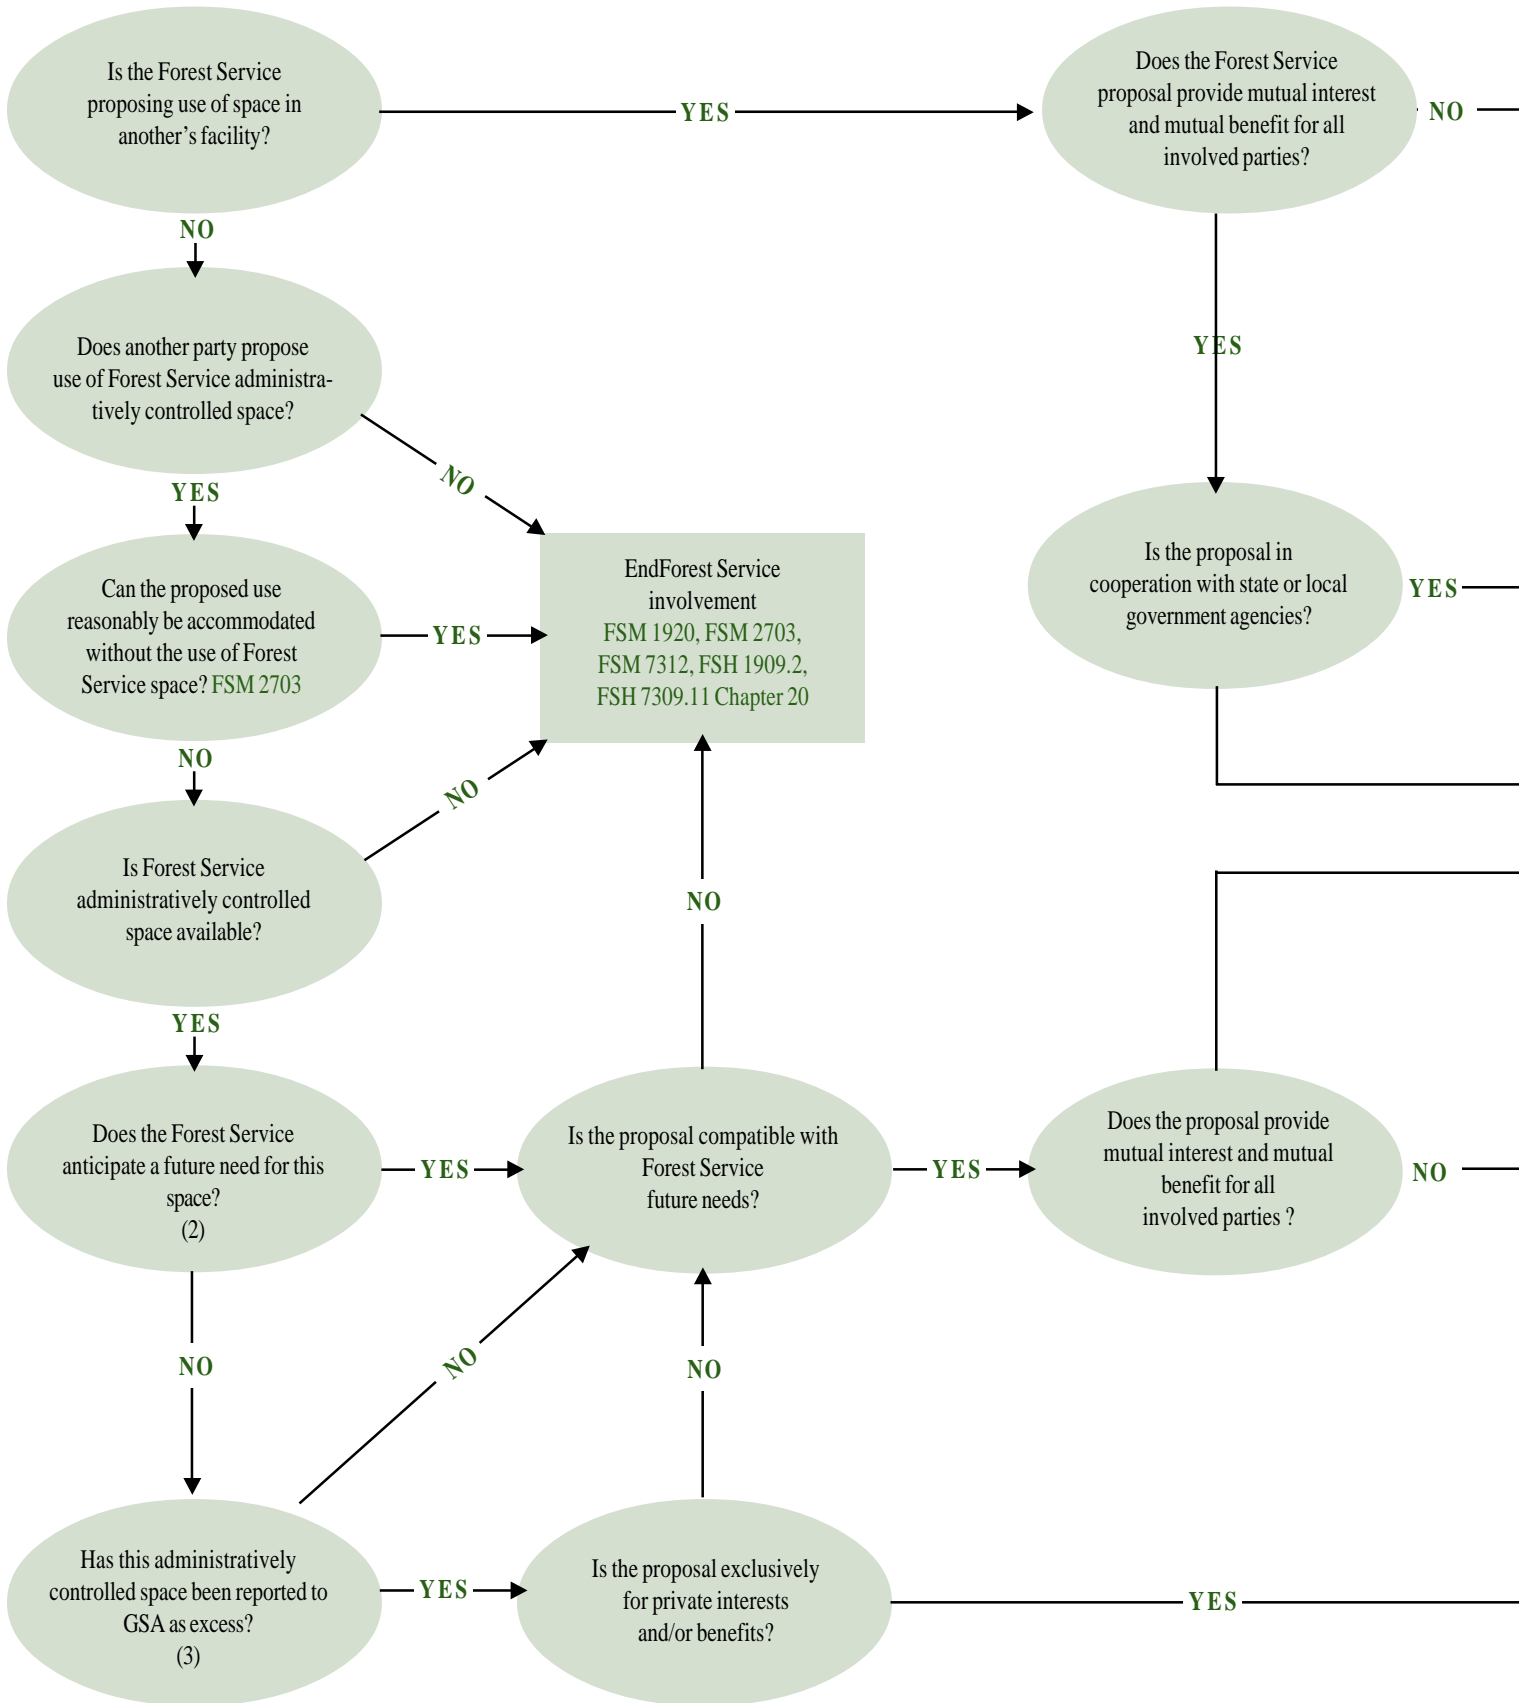 Is the Forest Service
proposing use of space in
another’s facility?
YES
Does the Forest Service
proposal provide mutual interest
and mutual benefit for all
involved parties?
NO
NO
Does another party propose
use of Forest Service administra-
tively controlled space?
YES
NO
YES
Can the proposed use
reasonably be accommodated
without the use of Forest
Service space? FSM 2703
YES
EndForest Service
involvement
FSM 1920, FSM 2703,
FSM 7312, FSH 1909.2,
FSH 7309.11 Chapter 20
Is the proposal in
cooperation with state or local
government agencies?
YES
NO
Is Forest Service
administratively controlled
space available?
NO
NO
YES
Does the Forest Service
anticipate a future need for this
space?
(2)
YES
Is the proposal compatible with
Forest Service
future needs?
YES
Does the proposal provide
mutual interest and mutual
benefit for all
involved parties ?
NO
NO
NO
NO
Has this administratively
controlled space been reported to
GSA as excess?
(3)
YES
Is the proposal exclusively
for private interests
and/or benefits?
YES